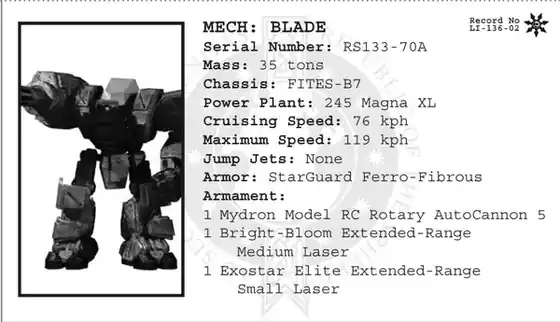 MECH: BLADE
Record No
LI-136-02
Serial Number: RS133-70A
Mass: 35 tons
Chassis: FITES-B7
Power Plant: 245 Magna XL
Cruising Speed: 76 kph
Maximum Speed: 119 kph
Jump Jets: None
Armor: StarGuard Ferro-Fibrous
Armament:
1 Mydron Model RC Rotary AutoCannon 5
1 Bright-Bloom Extended-Range
Medium Laser
1 Exostar Elite Extended-Range
Small Laser